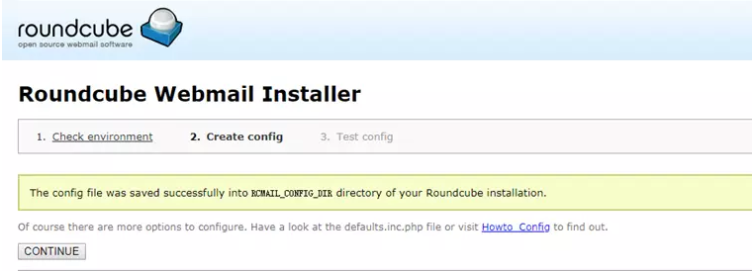 roundcube
open source webmail software
Roundcube Webmail Installer
1. Check environment 2. Create config 3. Test config
The config file was saved successfully into RCMAIL_CONFIG_DIR directory of your Roundcube installation.
Of course there are more options to configure. Have a look at the defaults.inc.php file or visit Howto_Config to find out.
CONTINUE